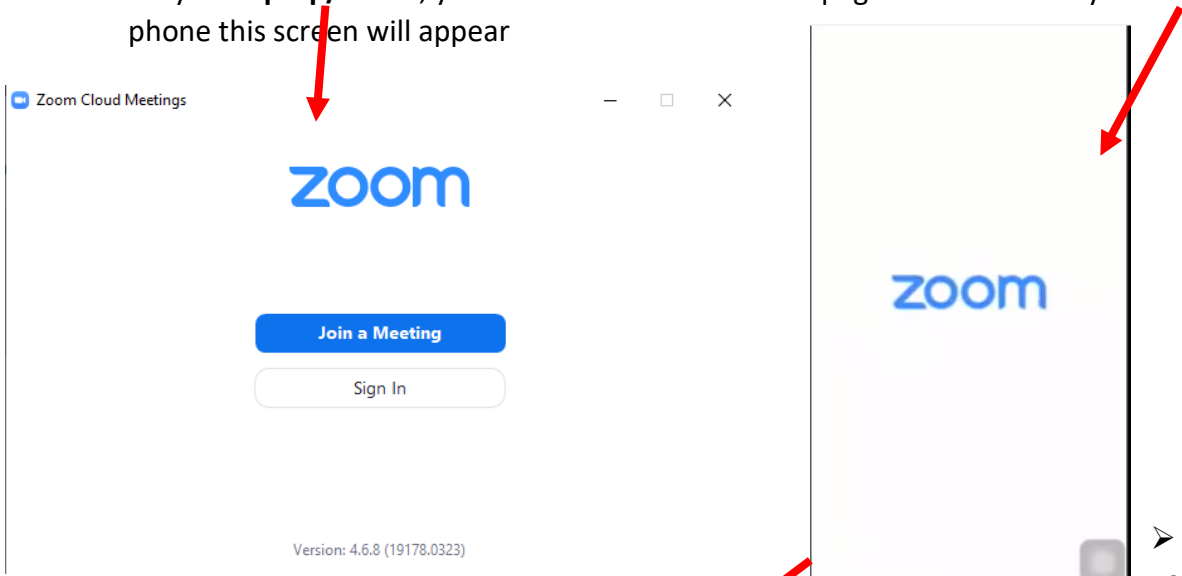 phone this screen will appear
Zoom Cloud Meetings
zoom
Join a Meeting
Sign In
Version: 4.6.8 (19178.0323)
zoom